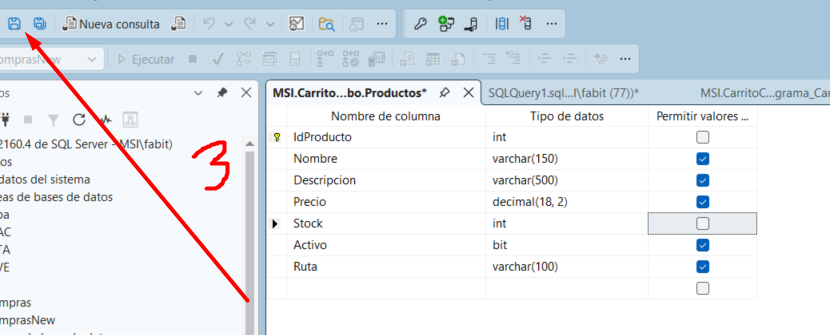 Nueva consulta
omprasNew
Ejecutar
os
MSI.Carrito...bo.Productos*
SQLQuery1.sql...I\fabit (77))*
MSI.CarritoC...grama_Car
2160.4 de SQL Server - MSI\fabit)
os
datos del sistema
eas de bases de datos
pa
AC
TA
VE
mpras
mprasNew
3
Nombre de columna Tipo de datos Permitir valores ...
IdProducto int
Nombre varchar(150)
Descripcion varchar(500)
Precio decimal(18, 2)
Stock int
Activo bit
Ruta varchar(100)